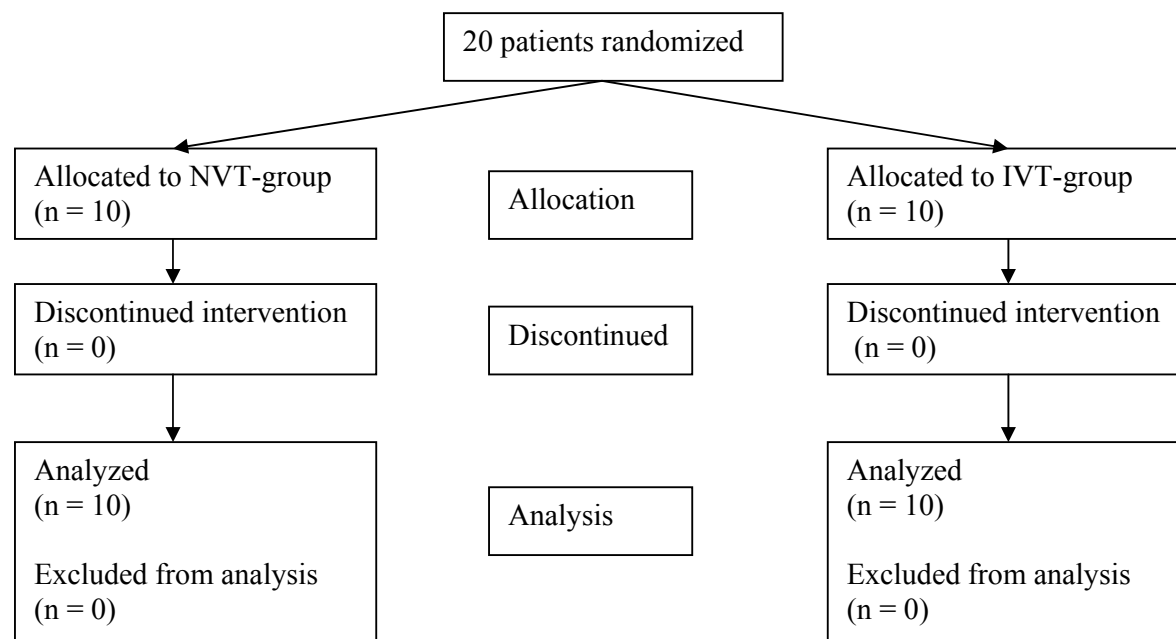 20 patients randomized
Allocated to NVT-group
(n = 10)
Allocation
Allocated to IVT-group
(n = 10)
Discontinued intervention
(n = 0)
Discontinued
Discontinued intervention
(n = 0)
Analyzed
(n = 10)
Excluded from analysis
(n = 0)
Analysis
Analyzed
(n = 10)
Excluded from analysis
(n = 0)